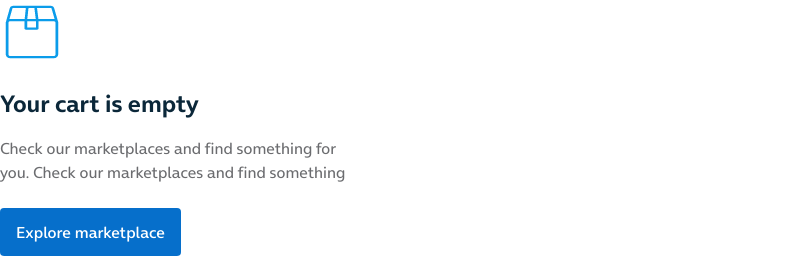 Your cart is empty
Check our marketplaces and find something for
you. Check our marketplaces and find something
Explore marketplace